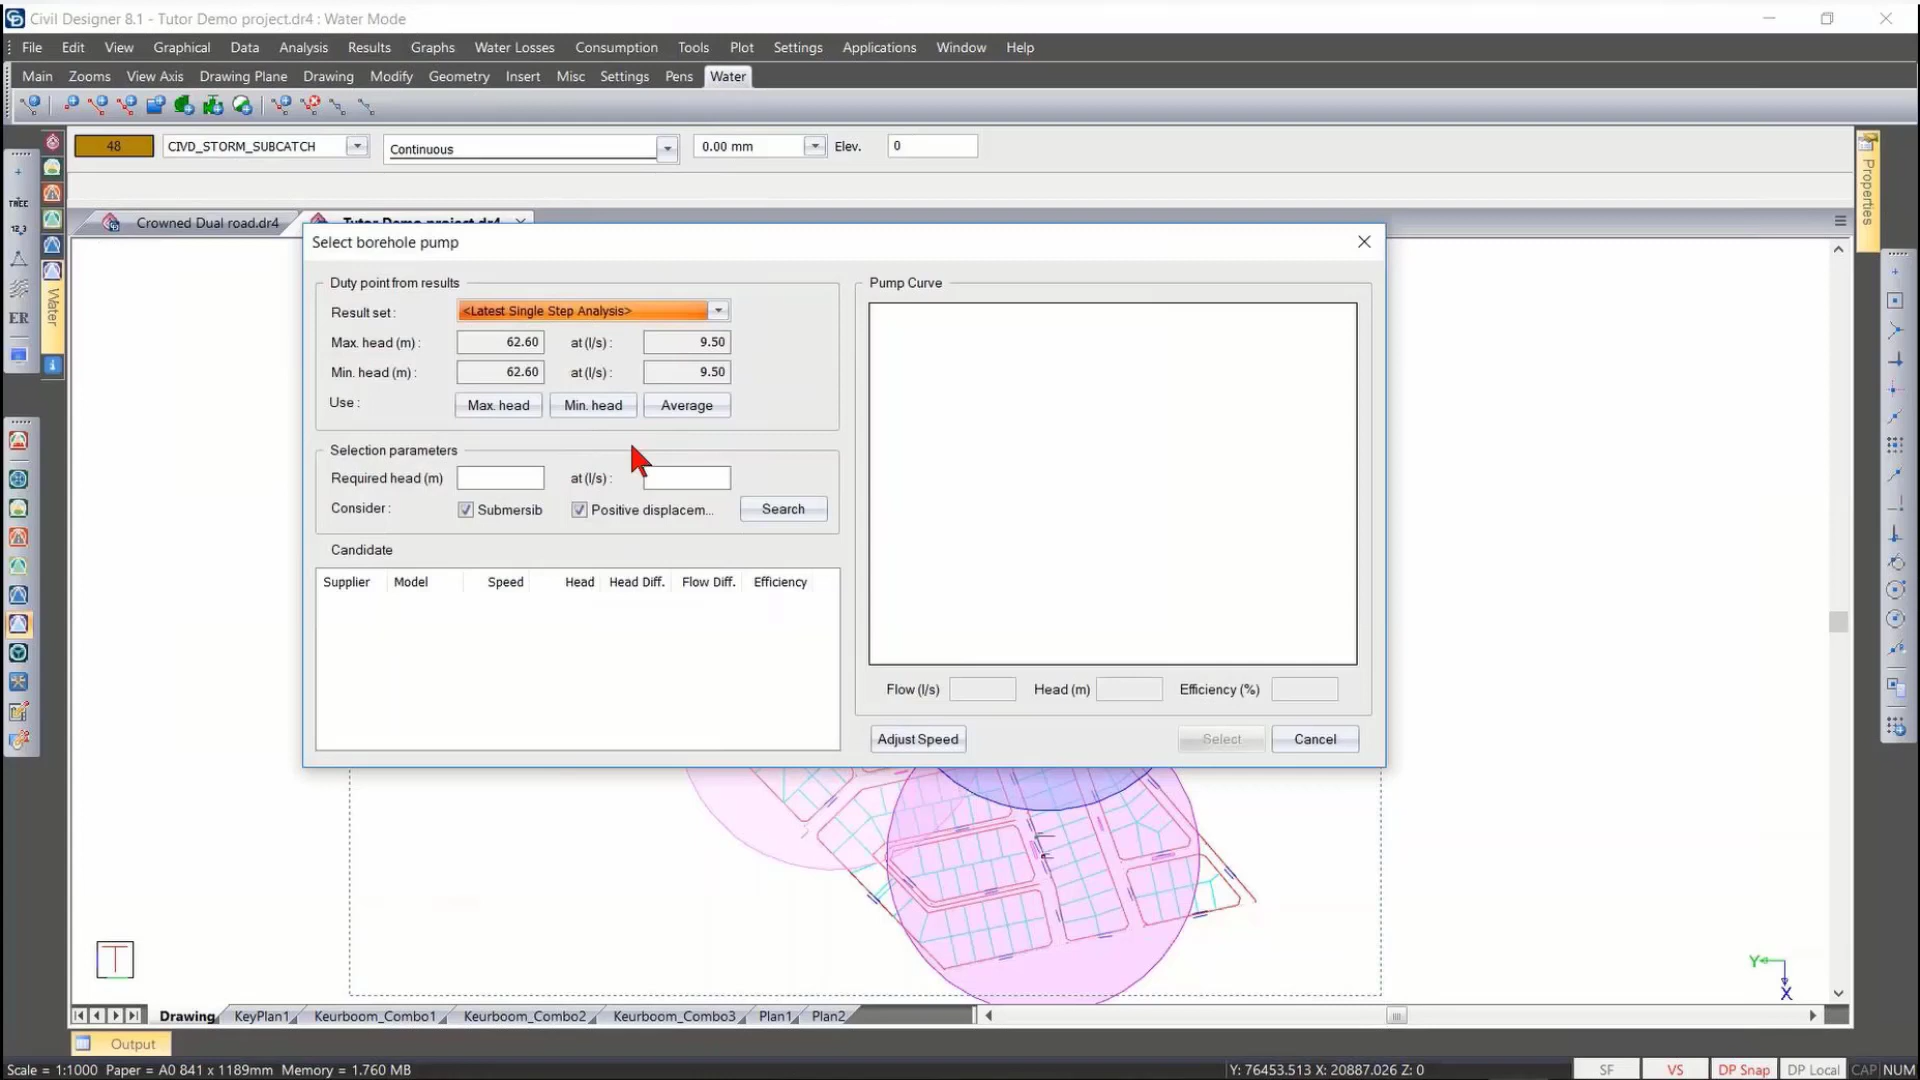 Civil Designer 8.1 - Tutor Demo project.dr4 : Water Mode
File Edit View Graphical Data Analysis Results Graphs Water Losses Consumption Tools Plot Settings Applications Window Help
Main Zooms View Axis Drawing Plane Drawing Modify Geometry Insert Misc Settings Pens Water
48 CIVD_STORM_SUBCATCH Continuous 0.00 mm Elev. 0
Properties
Crowned Dual road.dr4 Tutor Demo project.dr4
Select borehole pump
Duty point from results
Result set : <Latest Single Step Analysis>
Max. head (m) : 62.60 at (l/s) : 9.50
Min. head (m) : 62.60 at (l/s) : 9.50
Use : Max. head Min. head Average
Selection parameters
Required head (m) at (l/s) :
Consider : Submersib Positive displacem... Search
Candidate
Supplier Model Speed Head Head Diff. Flow Diff. Efficiency
Pump Curve
Flow (l/s) Head (m) Efficiency (%)
Adjust Speed Select Cancel
Water
ER
T
Y
X
Drawing KeyPlan1 Keurboom_Combo1 Keurboom_Combo2 Keurboom_Combo3 Plan1 Plan2
Output
Scale = 1:1000 Paper = A0 841 x 1189mm Memory = 1.760 MB Y: 76453.513 X: 20887.026 Z: 0 SF VS DP Snap DP Local CAP NUM